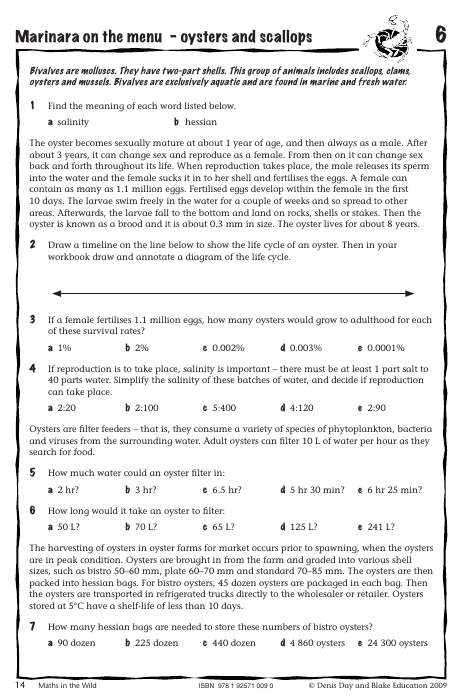 Marinara on the menu - oysters and scallops 6
Bivalves are molluscs. They have two-part shells. This group of animals includes scallops, clams,
oysters and mussels. Bivalves are exclusively aquatic and are found in marine and fresh water.
1 Find the meaning of each word listed below.
a salinity b hessian
The oyster becomes sexually mature at about 1 year of age, and then always as a male. After
about 3 years, it can change sex and reproduce as a female. From then on it can change sex
back and forth throughout its life. When reproduction takes place, the male releases its sperm
into the water and the female sucks it in to her shell and fertilises the eggs. A female can
contain as many as 1.1 million eggs. Fertilised eggs develop within the female in the first
10 days. The larvae swim freely in the water for a couple of weeks and so spread to other
areas. Afterwards, the larvae fall to the bottom and land on rocks, shells or stakes. Then the
oyster is known as a brood and it is about 0.3 mm in size. The oyster lives for about 8 years.
2 Draw a timeline on the line below to show the life cycle of an oyster. Then in your
workbook draw and annotate a diagram of the life cycle.
3 If a female fertilises 1.1 million eggs, how many oysters would grow to adulthood for each
of these survival rates?
a 1% b 2% c 0.002% d 0.003% e 0.0001%
4 If reproduction is to take place, salinity is important – there must be at least 1 part salt to
40 parts water. Simplify the salinity of these batches of water, and decide if reproduction
can take place.
a 2:20 b 2:100 c 5:400 d 4:120 e 2:90
Oysters are filter feeders – that is, they consume a variety of species of phytoplankton, bacteria
and viruses from the surrounding water. Adult oysters can filter 10 L of water per hour as they
search for food.
5 How much water could an oyster filter in:
a 2 hr? b 3 hr? c 6.5 hr? d 5 hr 30 min? e 6 hr 25 min?
6 How long would it take an oyster to filter:
a 50 L? b 70 L? c 65 L? d 125 L? e 241 L?
The harvesting of oysters in oyster farms for market occurs prior to spawning, when the oysters
are in peak condition. Oysters are brought in from the farm and graded into various shell
sizes, such as bistro 50–60 mm, plate 60–70 mm and standard 70–85 mm. The oysters are then
packed into hessian bags. For bistro oysters, 45 dozen oysters are packaged in each bag. Then
the oysters are transported in refrigerated trucks directly to the wholesaler or retailer. Oysters
stored at 5°C have a shelf-life of less than 10 days.
7 How many hessian bags are needed to store these numbers of bistro oysters?
a 90 dozen b 225 dozen c 440 dozen d 4 860 oysters e 24 300 oysters
14 Maths in the Wild ISBN 978 1 92571 009 0 © Denis Day and Blake Education 2009